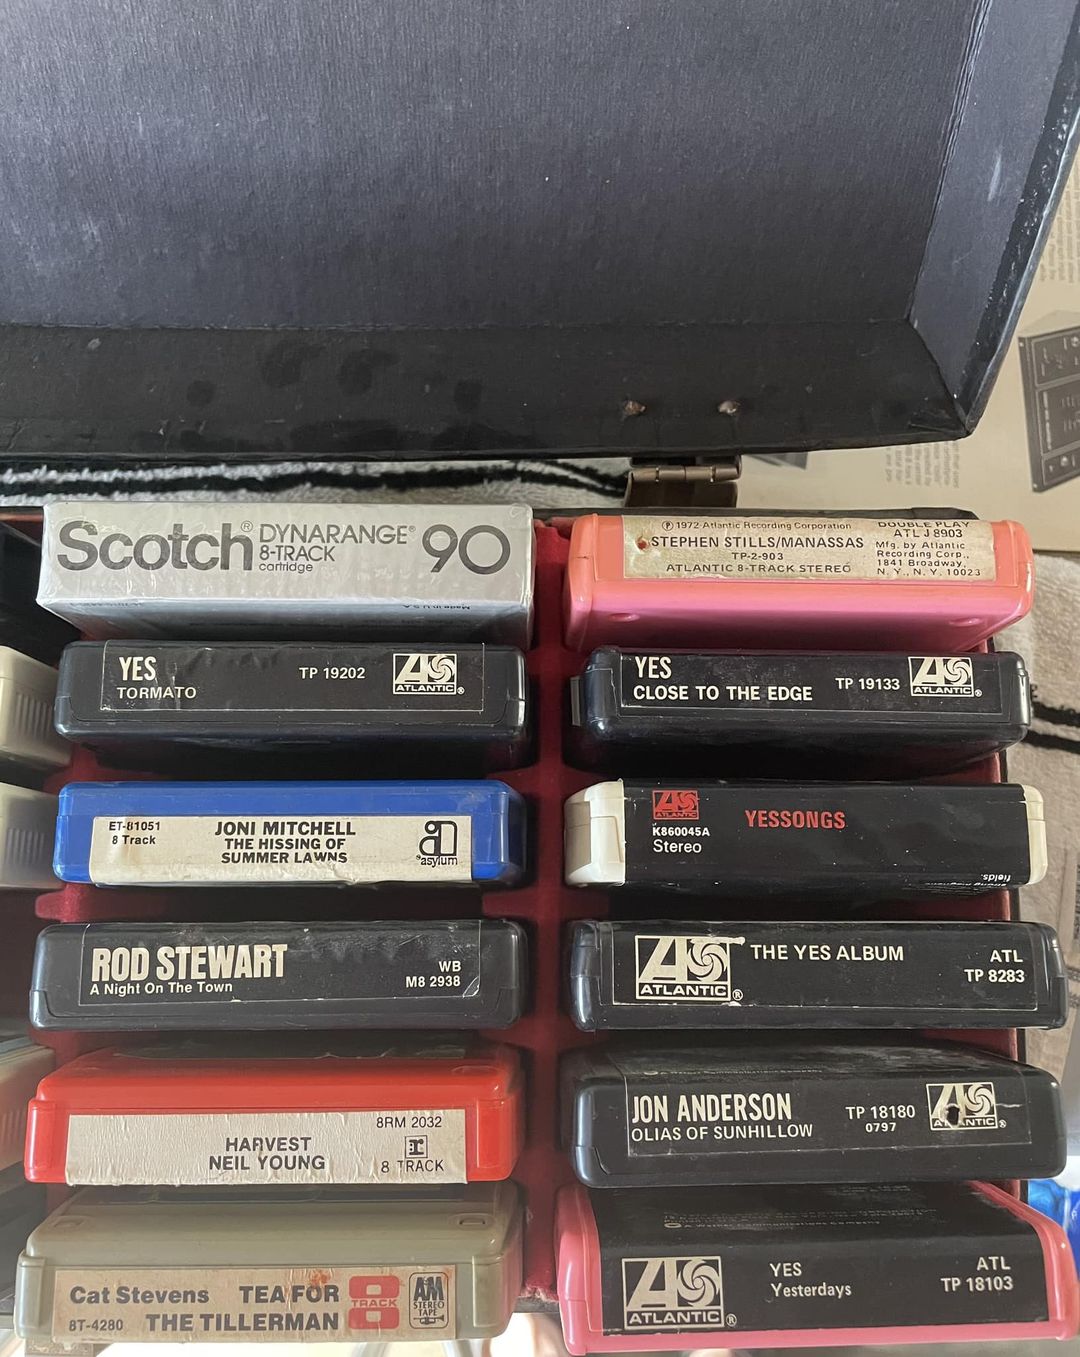 Scotch® DYNARANGE® 90
8-TRACK
cartridge
Made in U.S.A.
YES
TORMATO
TP 19202
ATLANTIC®
ET-81051
8 Track
JONI MITCHELL
THE HISSING OF
SUMMER LAWNS
asylum
ROD STEWART
A Night On The Town
WB
M8 2938
8RM 2032
HARVEST
NEIL YOUNG
8 TRACK
Cat Stevens TEA FOR
8T-4280 THE TILLERMAN
8
TRACK
AM
STEREO
TAPE
℗ 1972 Atlantic Recording Corporation
STEPHEN STILLS/MANASSAS
TP-2-903
ATLANTIC 8-TRACK STEREO
DOUBLE PLAY
ATL J 8903
Mfg. by Atlantic
Recording Corp.,
1841 Broadway,
N.Y., N.Y. 10023
YES
CLOSE TO THE EDGE
TP 19133
ATLANTIC®
ATLANTIC
K860045A
Stereo
YESSONGS
fields.
ATLANTIC®
THE YES ALBUM
ATL
TP 8283
JON ANDERSON
OLIAS OF SUNHILLOW
TP 18180
0797
ATLANTIC®
ATLANTIC®
YES
Yesterdays
ATL
TP 18103